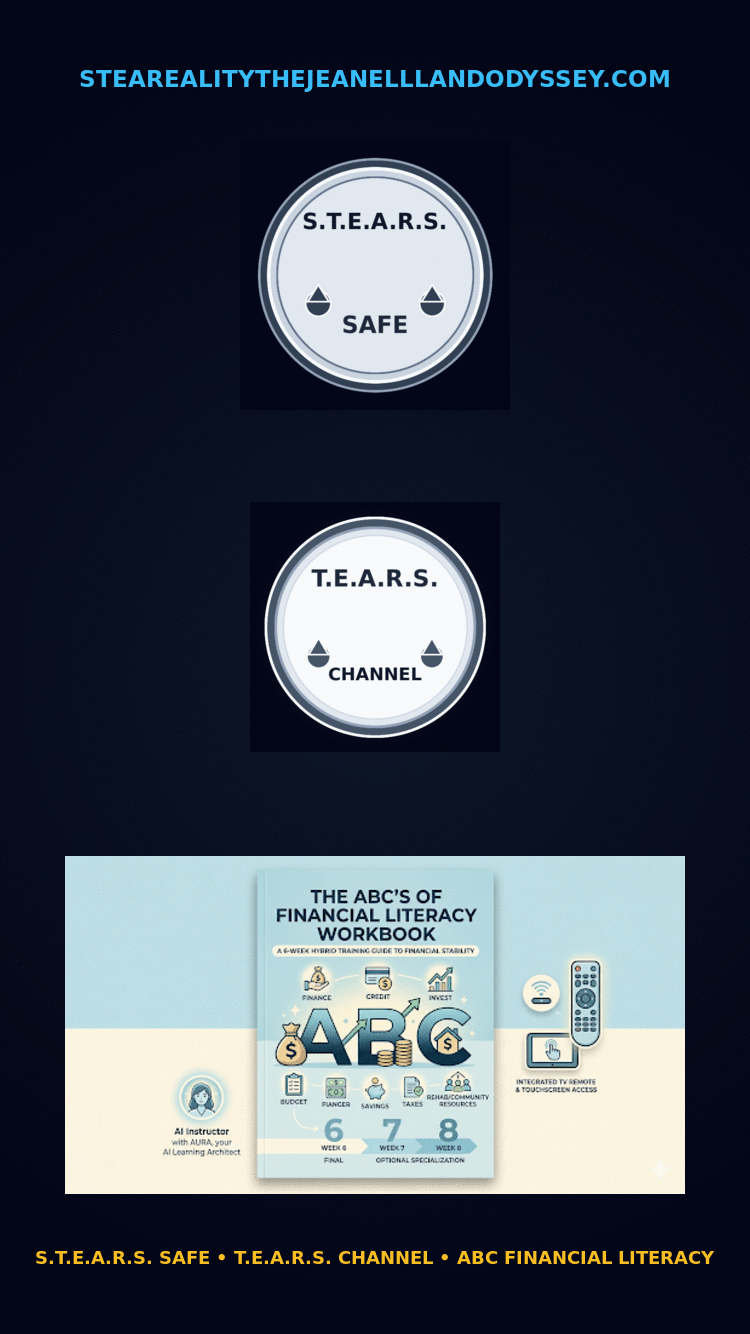 STEAREALITYTHEJEANELLLANDODYSSEY.COM
S.T.E.A.R.S.
SAFE
T.E.A.R.S.
CHANNEL
THE ABC'S OF
FINANCIAL LITERACY
WORKBOOK
A 6-WEEK HYBRID TRAINING GUIDE TO FINANCIAL STABILITY
FINANCE
CREDIT
INVEST
ABC
BUDGET
FIANGER
SAVINGS
TAXES
REHAB/COMMUNITY
RESOURCES
6
7
8
WEEK 6
WEEK 7
WEEK 8
FINAL
OPTIONAL SPECIALIZATION
AI Instructor
with AURA, your
AI Learning Architect
INTEGRATED TV REMOTE
& TOUCHSCREEN ACCESS
S.T.E.A.R.S. SAFE • T.E.A.R.S. CHANNEL • ABC FINANCIAL LITERACY